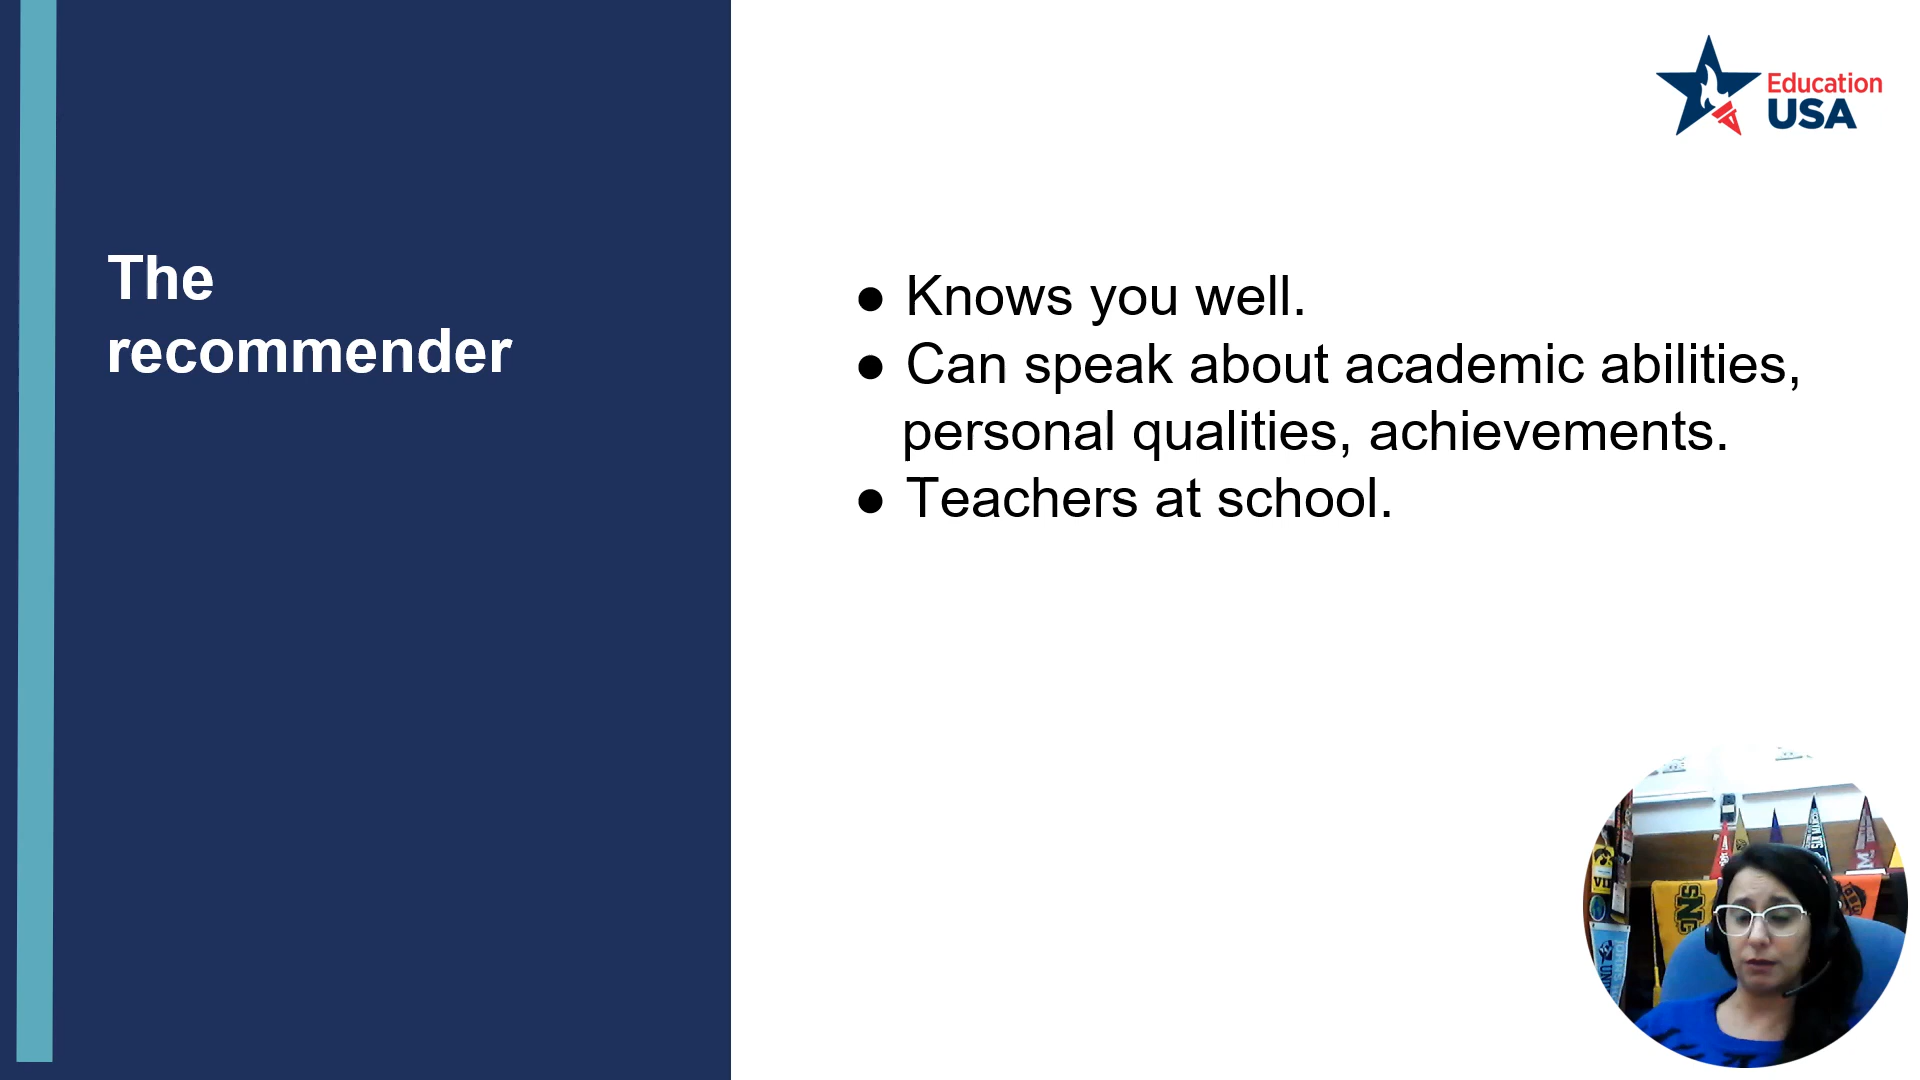 Education
USA
The
recommender
● Knows you well.
● Can speak about academic abilities,
personal qualities, achievements.
● Teachers at school.